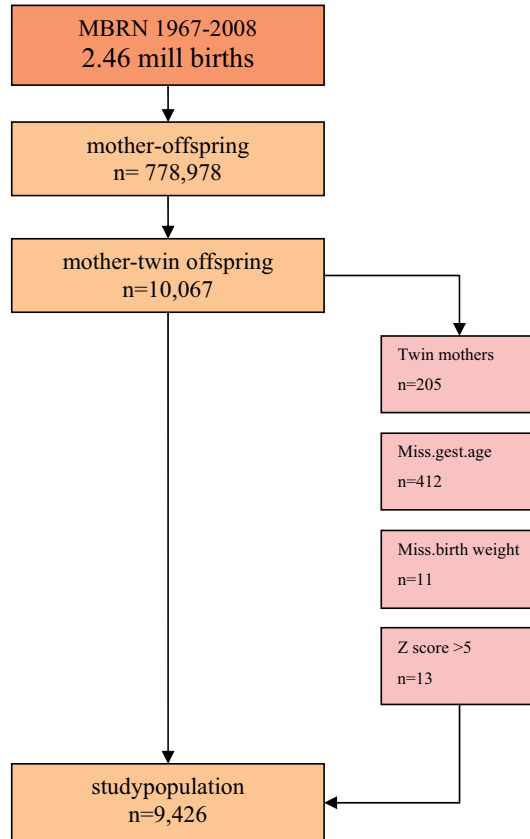 MBRN 1967-2008
2.46 mill births
mother-offspring
n= 778,978
mother-twin offspring
n=10,067
Twin mothers
n=205
Miss.gest.age
n=412
Miss.birth weight
n=11
Z score >5
n=13
studypopulation
n=9,426